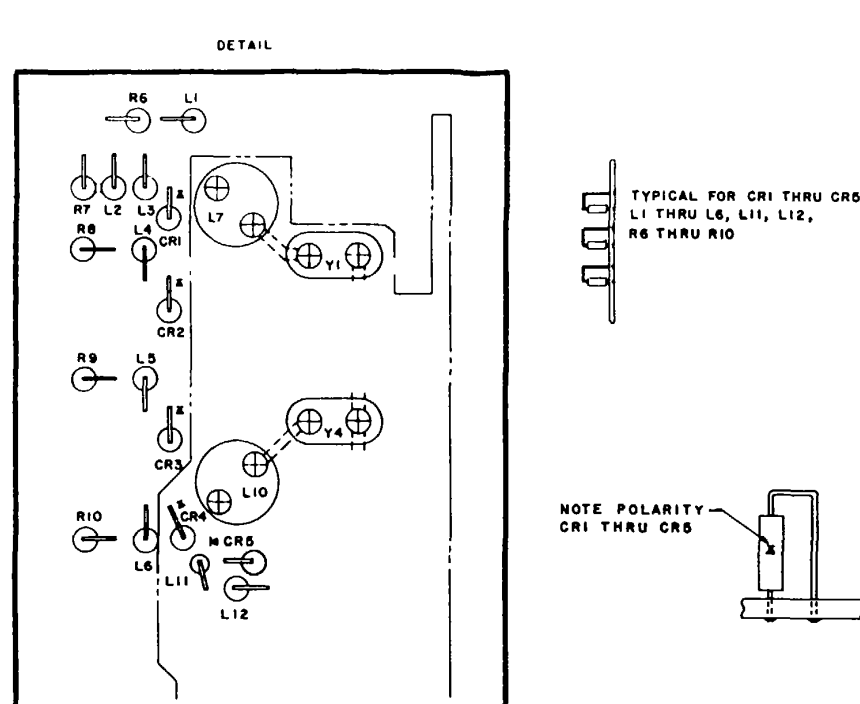 DETAIL
R6 L1
R7 L2 L3 L7
CR1
R8 L4
Y1
CR2
R9 L5
Y4
CR3
L10
R10 CR4
L6 CR5
L11
L12
TYPICAL FOR CR1 THRU CR5
L1 THRU L6, L11, L12,
R6 THRU R10
NOTE POLARITY
CR1 THRU CR5